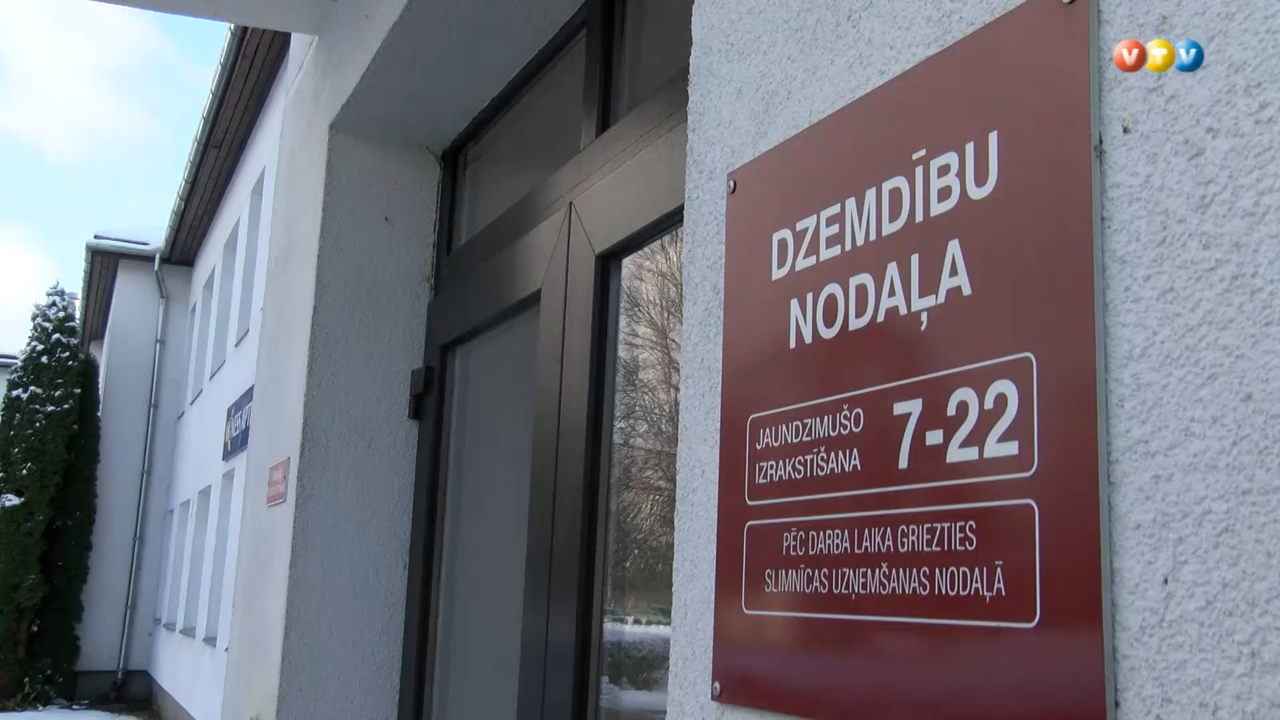 VTV
DZEMDĪBU
NODAĻA
JAUNDZIMUŠO
IZRAKSTĪŠANA
7-22
PĒC DARBA LAIKA GRIEZTIES
SLIMNĪCAS UZŅEMŠANAS NODAĻĀ